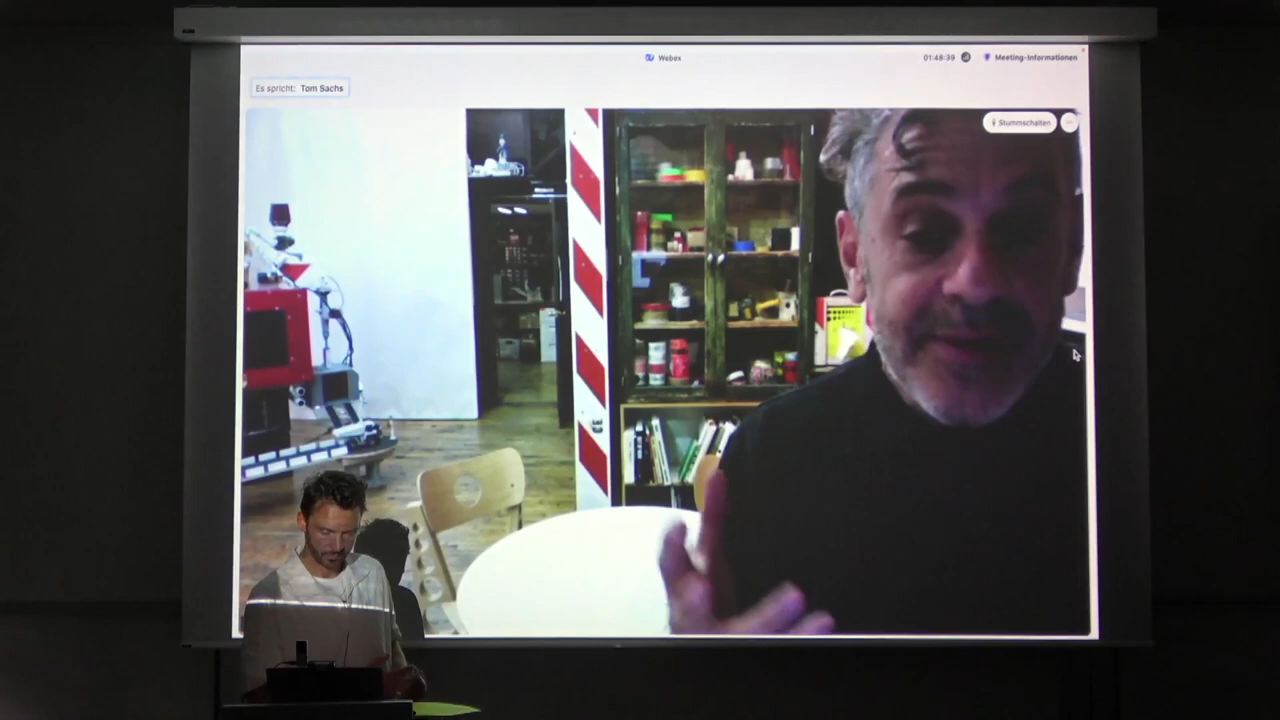 Webex
01:48:39
Meeting-Informationen
Es spricht: Tom Sachs
Stummschalten